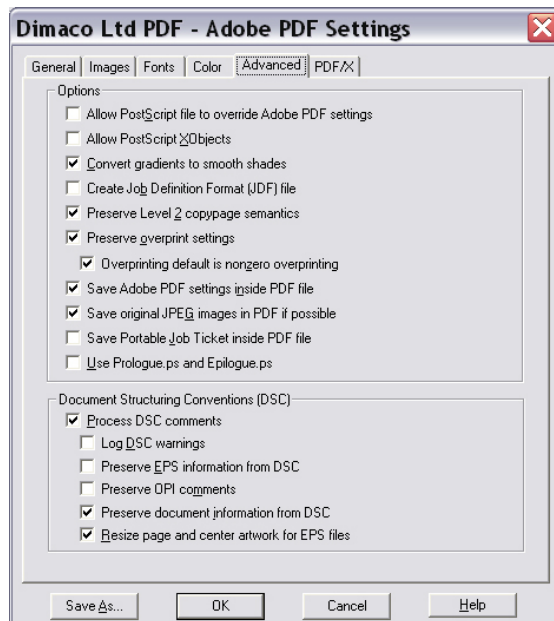 Dimaco Ltd PDF - Adobe PDF Settings
General Images Fonts Color Advanced PDF/X
Options
Allow PostScript file to override Adobe PDF settings
Allow PostScript XObjects
Convert gradients to smooth shades
Create Job Definition Format (JDF) file
Preserve Level 2 copypage semantics
Preserve overprint settings
Overprinting default is nonzero overprinting
Save Adobe PDF settings inside PDF file
Save original JPEG images in PDF if possible
Save Portable Job Ticket inside PDF file
Use Prologue.ps and Epilogue.ps
Document Structuring Conventions (DSC)
Process DSC comments
Log DSC warnings
Preserve EPS information from DSC
Preserve OPI comments
Preserve document information from DSC
Resize page and center artwork for EPS files
Save As... OK Cancel Help